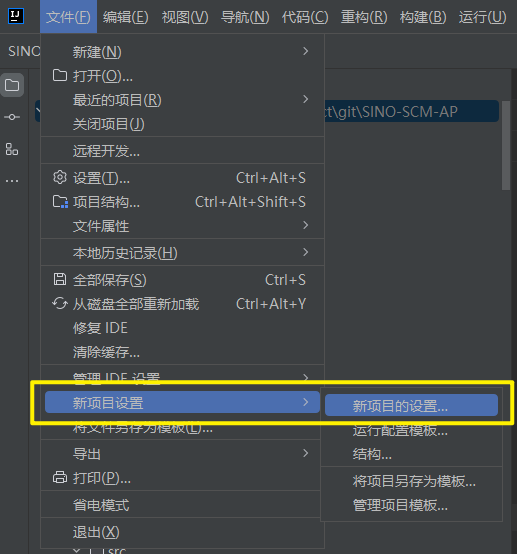 文件(F) 编辑(E) 视图(V) 导航(N) 代码(C) 重构(R) 构建(B) 运行(U)
SINO
新建(N)
打开(O)...
最近的项目(R)
ct\git\SINO-SCM-AP
关闭项目(J)
远程开发...
设置(T)... Ctrl+Alt+S
项目结构... Ctrl+Alt+Shift+S
文件属性
本地历史记录(H)
全部保存(S) Ctrl+S
从磁盘全部重新加载 Ctrl+Alt+Y
修复 IDE
清除缓存...
管理 IDE 设置
新项目设置
新项目的设置...
将文件另存为模板(L)...
运行配置模板...
导出
结构...
打印(P)...
将项目另存为模板...
省电模式
管理项目模板...
退出(X)
src